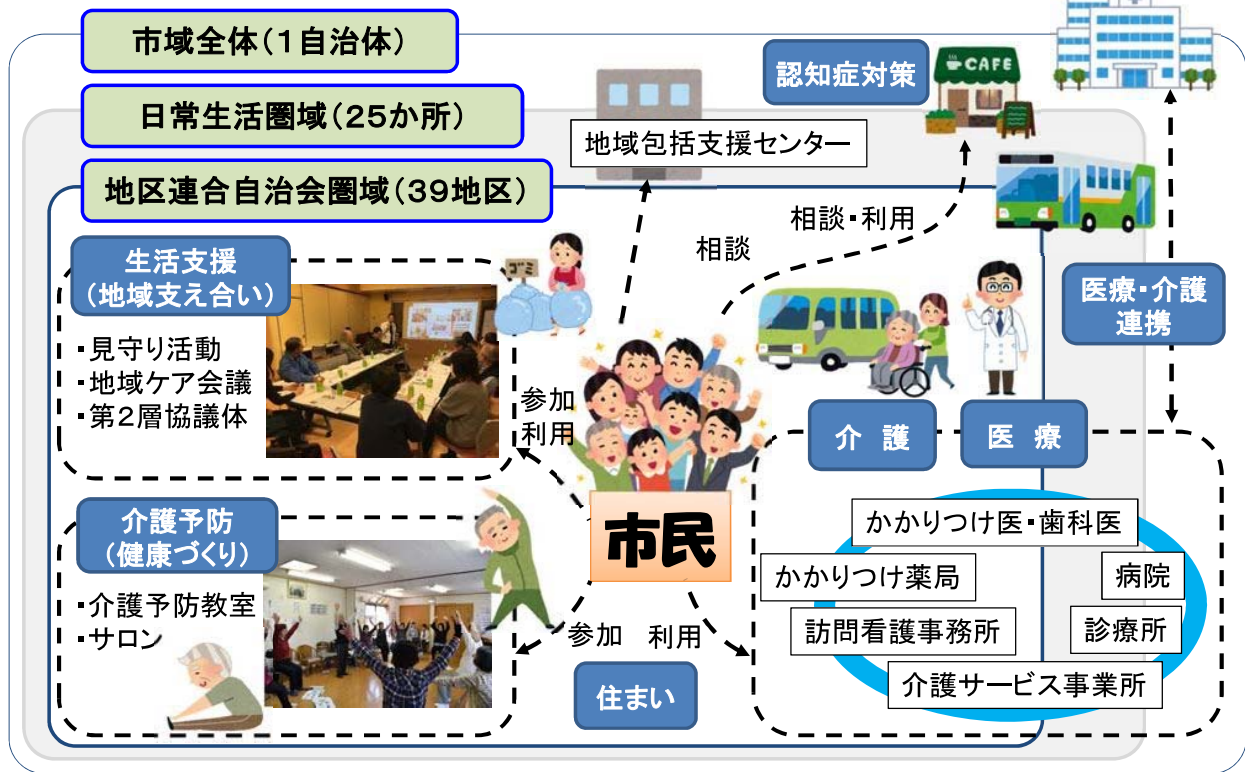 市域全体(1自治体)
日常生活圏域(25か所)
地区連合自治会圏域(39地区)
認知症対策
CAFE
地域包括支援センター
相談・利用
相談
生活支援
(地域支え合い)
・見守り活動
・地域ケア会議
・第2層協議体
ゴミ
参加
利用
医療・介護
連携
介護
医療
市民
介護予防
(健康づくり)
・介護予防教室
・サロン
参加
利用
住まい
かかりつけ医・歯科医
かかりつけ薬局
病院
訪問看護事務所
診療所
介護サービス事業所